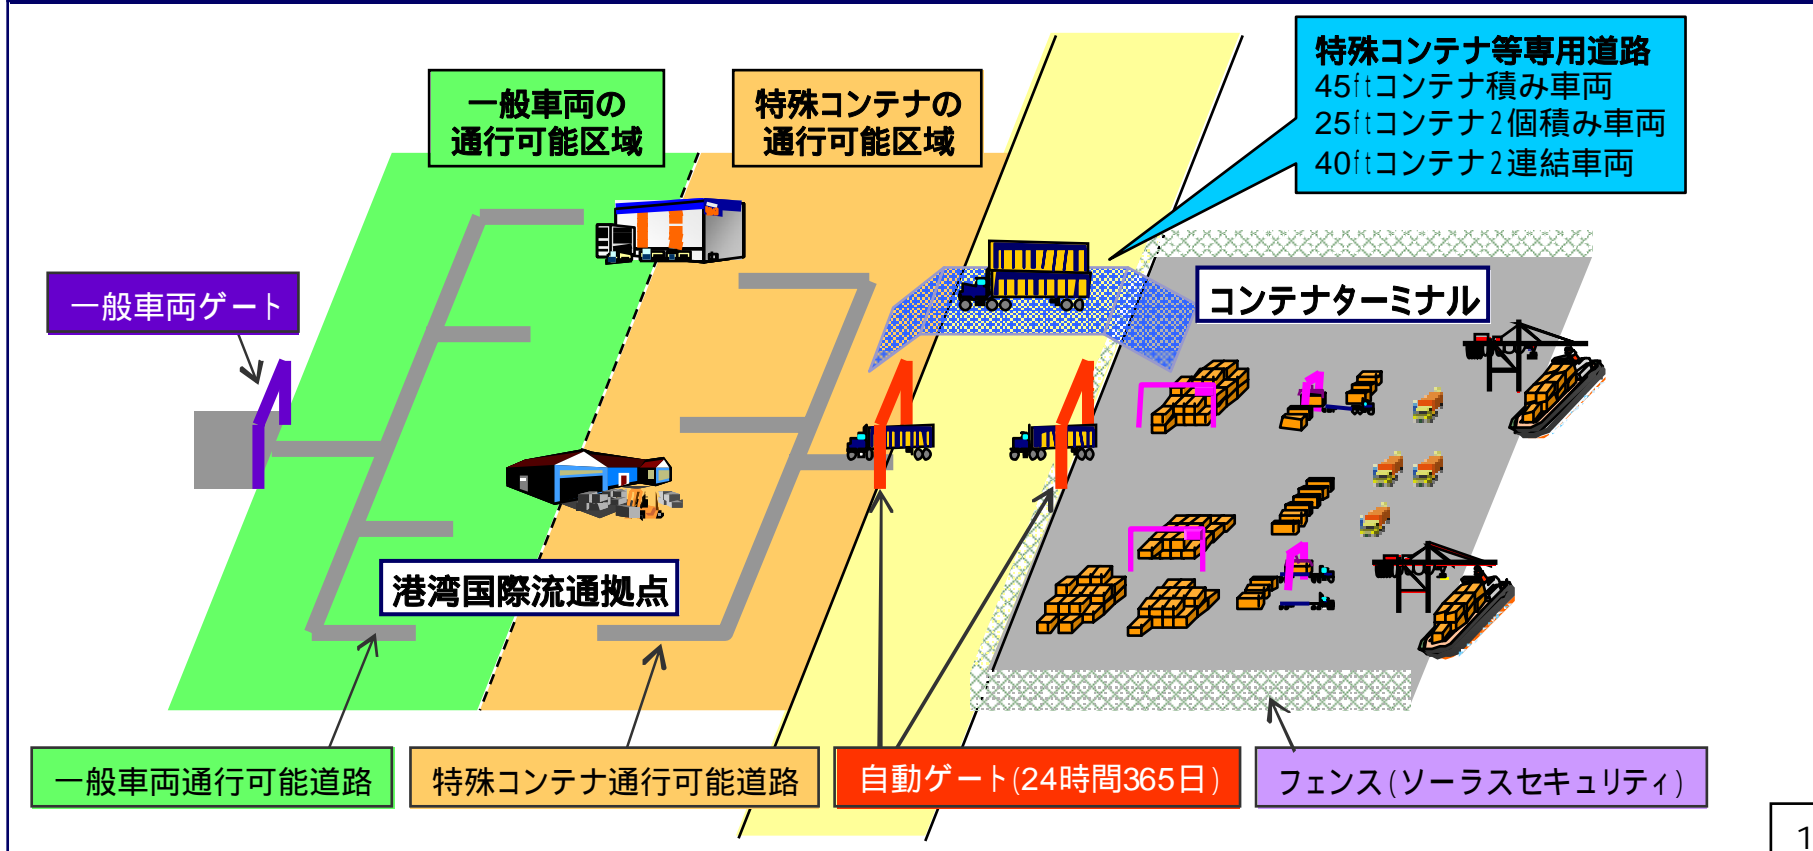 特殊コンテナ等専用道路
45ftコンテナ積み車両
25ftコンテナ2個積み車両
40ftコンテナ2連結車両
一般車両の
通行可能区域
特殊コンテナの
通行可能区域
一般車両ゲート
コンテナターミナル
港湾国際流通拠点
一般車両通行可能道路
特殊コンテナ通行可能道路
自動ゲート(24時間365日)
フェンス(ソーラスセキュリティ)
1